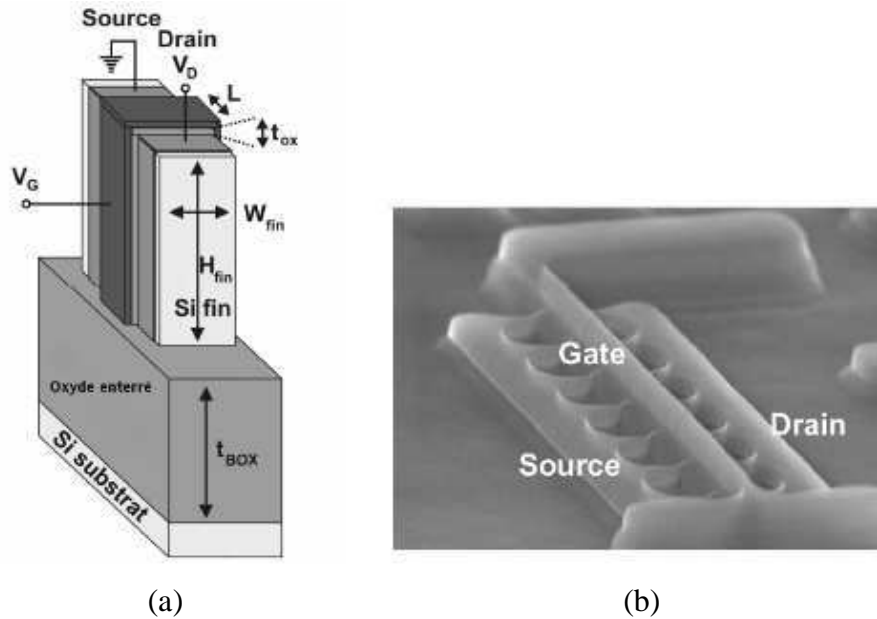 Source
Drain
V_D
L
t_ox
V_G
W_fin
H_fin
Si fin
Oxyde enterré
t_BOX
Si substrat
Gate
Source
Drain
(a)
(b)